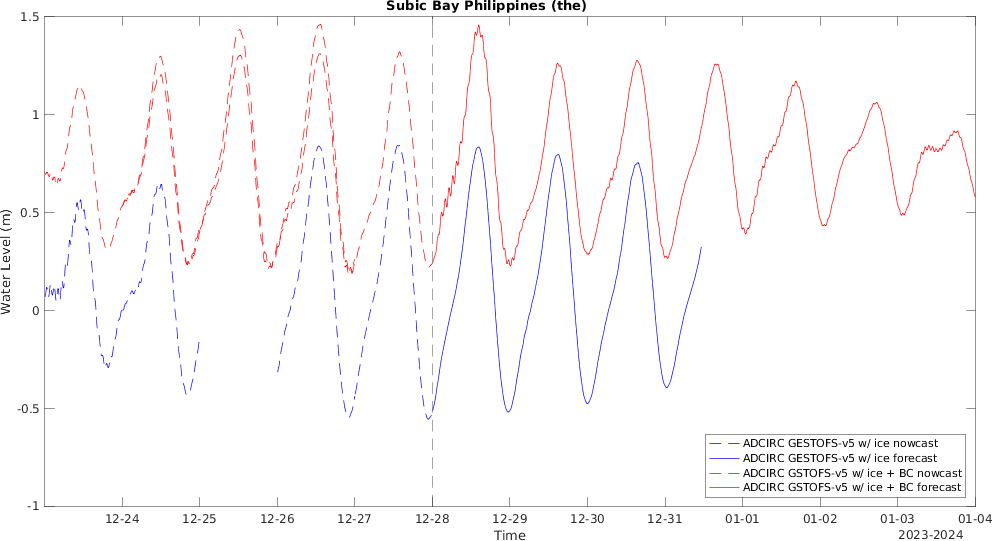 Subic Bay Philippines (the)
Water Level (m)
1.5
1
0.5
0
-0.5
-1
12-24 12-25 12-26 12-27 12-28 12-29 12-30 12-31 01-01 01-02 01-03 01-04
Time
2023-2024
ADCIRC GESTOFS-v5 w/ ice nowcast
ADCIRC GESTOFS-v5 w/ ice forecast
ADCIRC GSTOFS-v5 w/ ice + BC nowcast
ADCIRC GSTOFS-v5 w/ ice + BC forecast